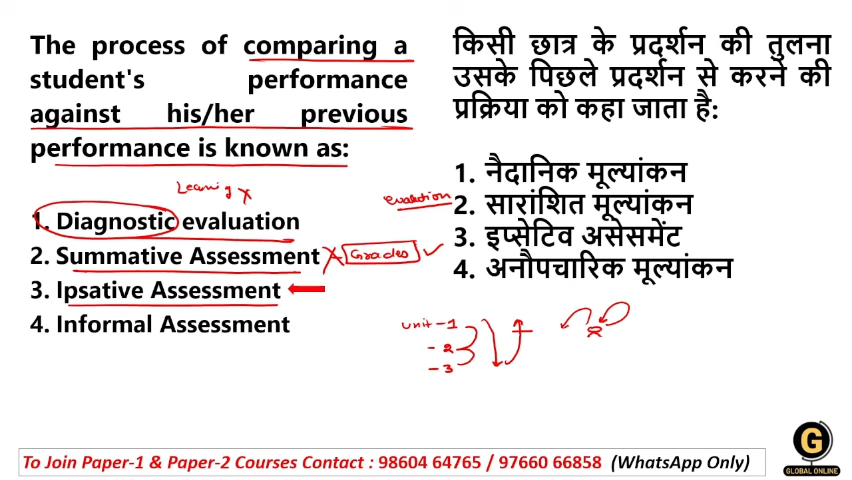 The process of comparing a
student's performance
against his/her previous
performance is known as:
Learning
1. Diagnostic evaluation
2. Summative Assessment
Grades
3. Ipsative Assessment
4. Informal Assessment
किसी छात्र के प्रदर्शन की तुलना
उसके पिछले प्रदर्शन से करने की
प्रक्रिया को कहा जाता है:
1. नैदानिक मूल्यांकन
evaluation
2. सारांशित मूल्यांकन
3. इप्सेटिव असेसमेंट
4. अनौपचारिक मूल्यांकन
unit - 1
- 2
- 3
To Join Paper-1 & Paper-2 Courses Contact : 98604 64765 / 97660 66858 (WhatsApp Only)
G
GLOBAL ONLINE